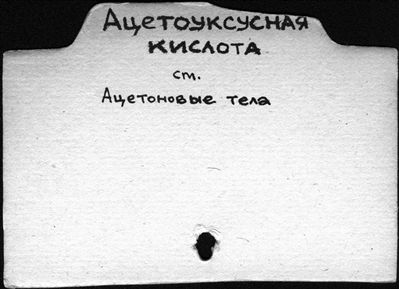 Ацетоуксусная
кислота
см.
Ацетоновые тела